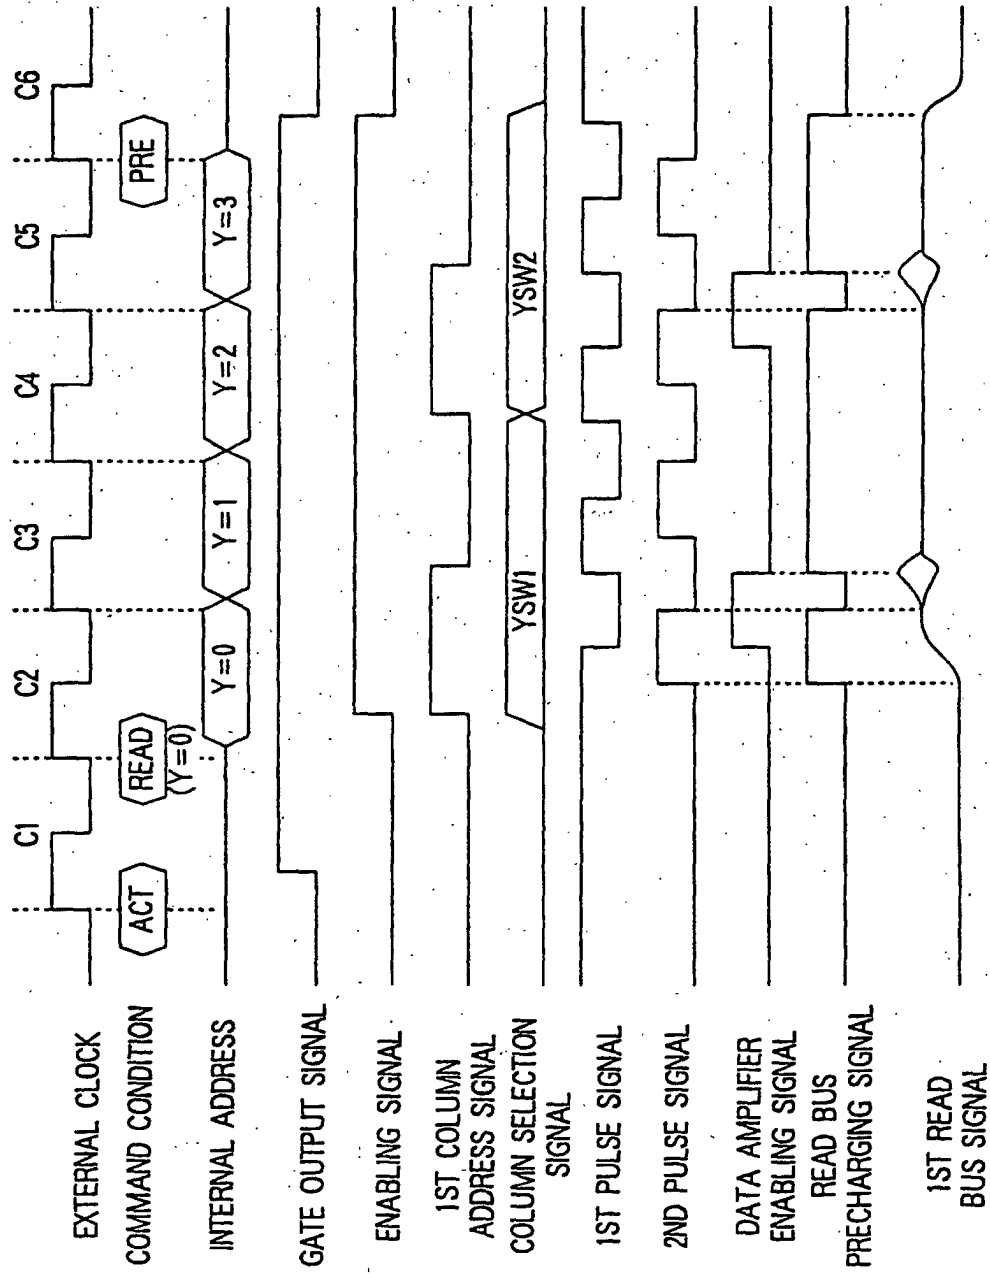 C1 C2 C3 C4 C5 C6
EXTERNAL CLOCK
COMMAND CONDITION
ACT
READ
(Y=0)
PRE
INTERNAL ADDRESS
Y=0
Y=1
Y=2
Y=3
GATE OUTPUT SIGNAL
ENABLING SIGNAL
1ST COLUMN
ADDRESS SIGNAL
COLUMN SELECTION
SIGNAL
YSW1
YSW2
1ST PULSE SIGNAL
2ND PULSE SIGNAL
DATA AMPLIFIER
ENABLING SIGNAL
READ BUS
PRECHARGING SIGNAL
1ST READ
BUS SIGNAL